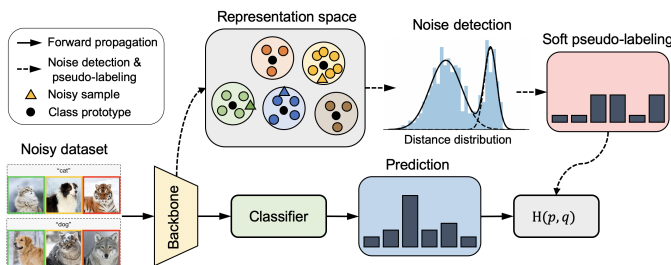 Representation space
Noise detection
Soft pseudo-labeling
Forward propagation
Noise detection &
pseudo-labeling
Noisy sample
Class prototype
Distance distribution
Noisy dataset
"cat"
"dog"
Backbone
Classifier
Prediction
H(p, q)